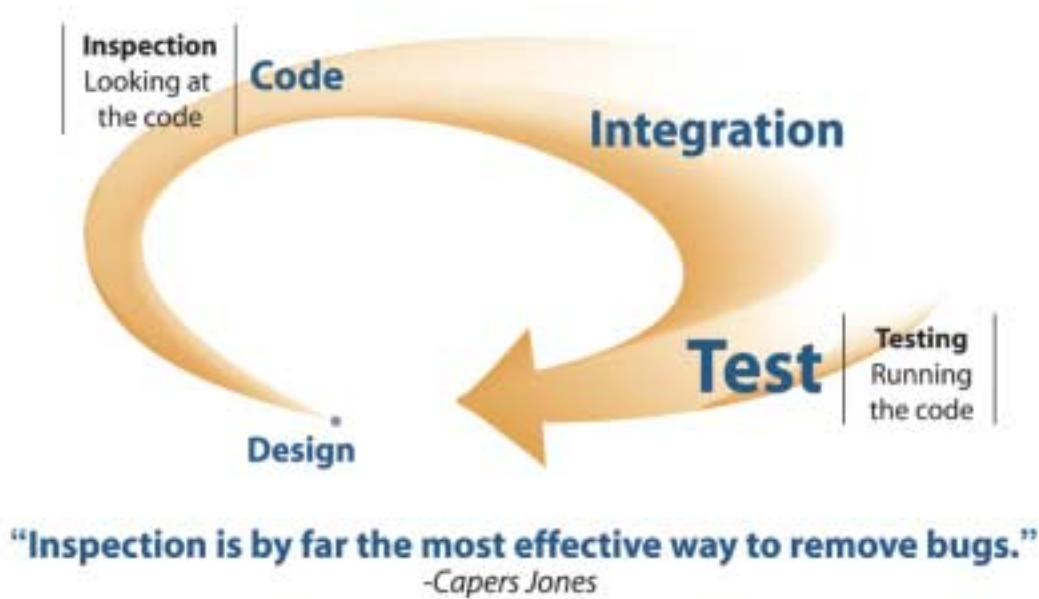 Inspection
Looking at
the code
Code
Integration
Test
Testing
Running
the code
Design
“Inspection is by far the most effective way to remove bugs.”
-Capers Jones